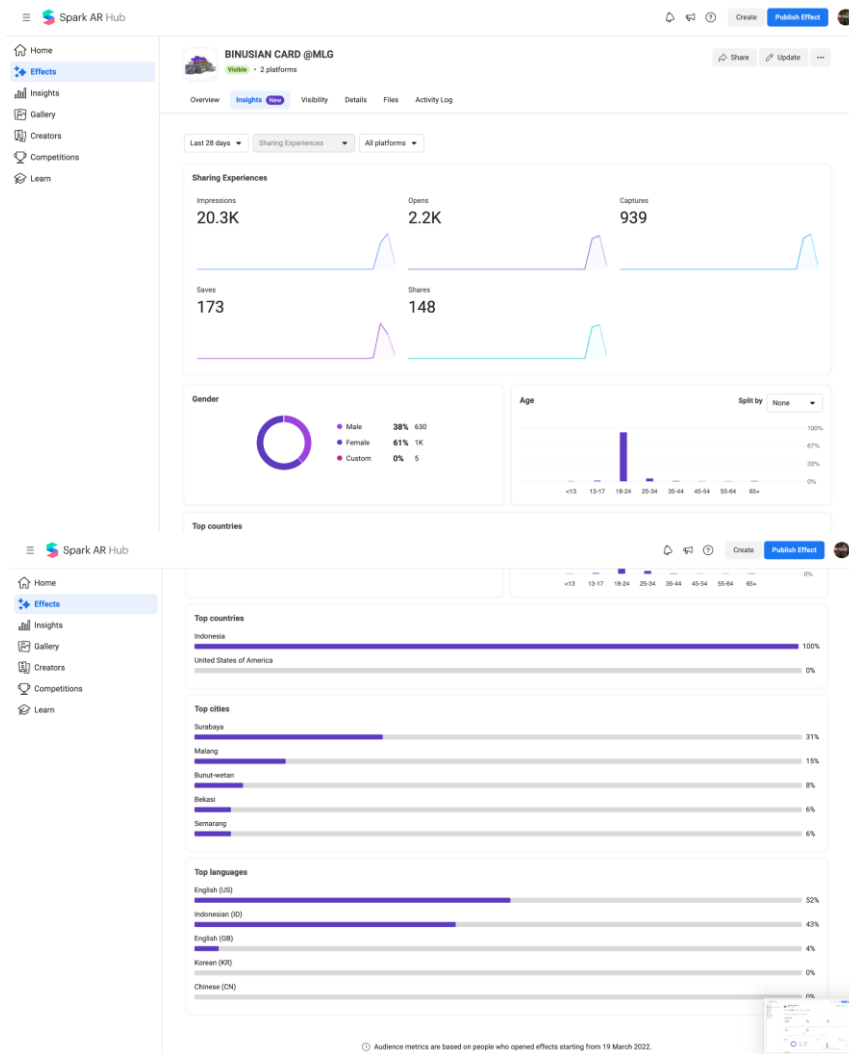 Spark AR Hub
Create
Publish Effect
Home
Effects
Insights
Gallery
Creators
Competitions
Learn
BINUSIAN CARD @MLG
Visible • 2 platforms
Share
Update
Overview
Insights New
Visibility
Details
Files
Activity Log
Last 28 days
Sharing Experiences
All platforms
Sharing Experiences
Impressions
20.3K
Opens
2.2K
Captures
939
Saves
173
Shares
148
Gender
Male 38% 630
Female 61% 1K
Custom 0% 5
Age
Split by None
100%
67%
33%
0%
<13 13-17 18-24 25-34 35-44 45-54 55-64 65+
Top countries
Spark AR Hub
Create
Publish Effect
Home
Effects
Insights
Gallery
Creators
Competitions
Learn
0%
<13 13-17 18-24 25-34 35-44 45-54 55-64 65+
Top countries
Indonesia
100%
United States of America
0%
Top cities
Surabaya
31%
Malang
15%
Bunut-wetan
8%
Bekasi
6%
Semarang
6%
Top languages
English (US)
52%
Indonesian (ID)
43%
English (GB)
4%
Korean (KR)
0%
Chinese (CN)
0%
Audience metrics are based on people who opened effects starting from 19 March 2022.